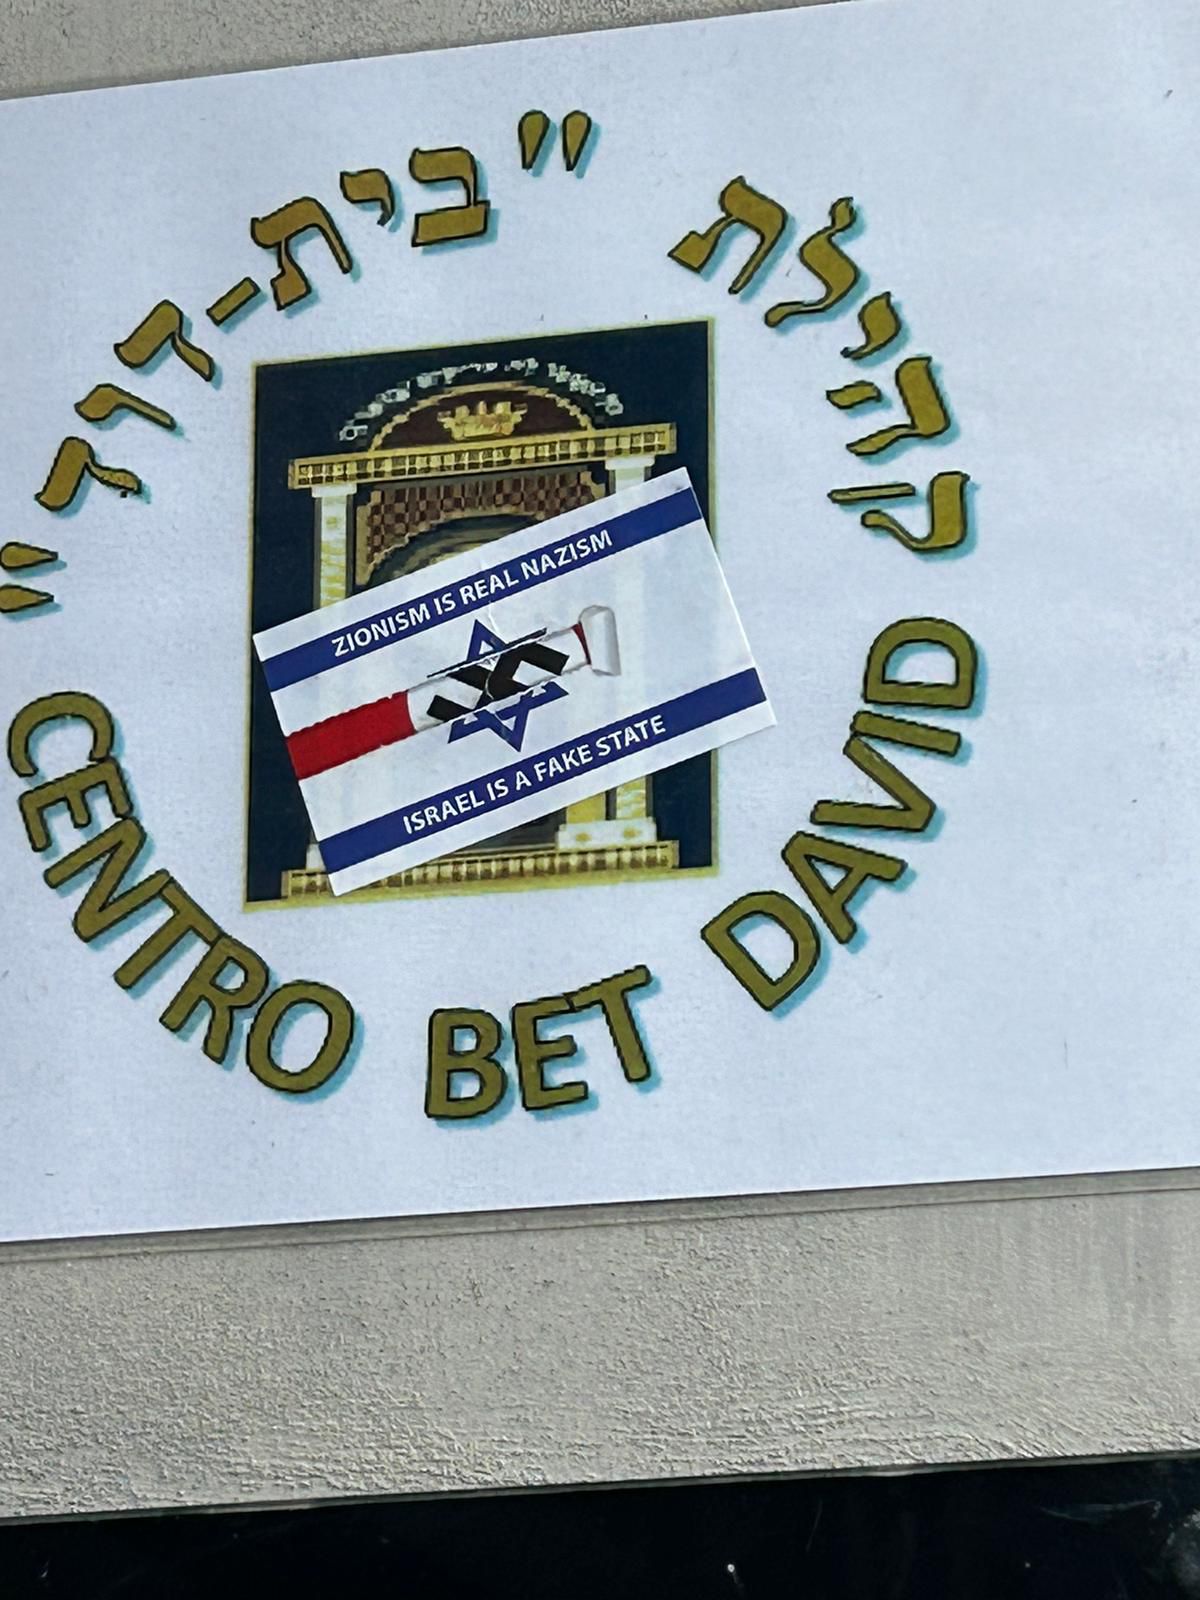 קהילת "בית-דוד"
ZIONISM IS REAL NAZISM
ISRAEL IS A FAKE STATE
CENTRO BET DAVID